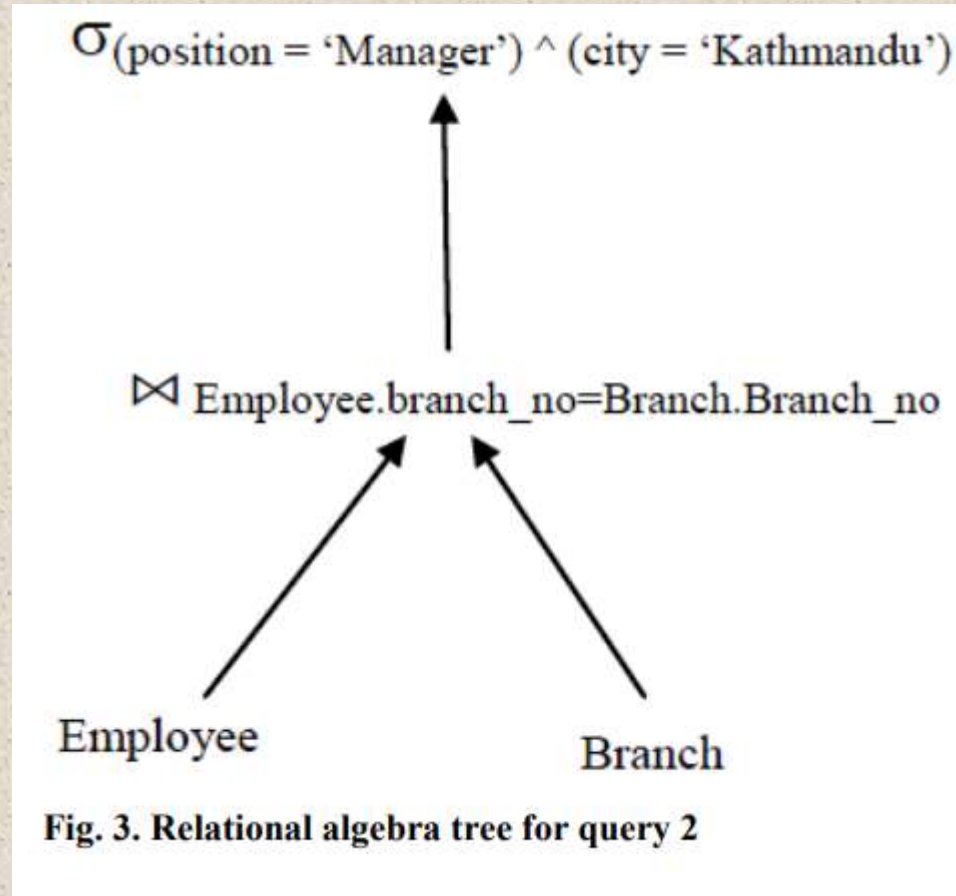 σ(position = ‘Manager’) ^ (city = ‘Kathmandu’)
⋈ Employee.branch_no=Branch.Branch_no
Employee
Branch
Fig. 3. Relational algebra tree for query 2